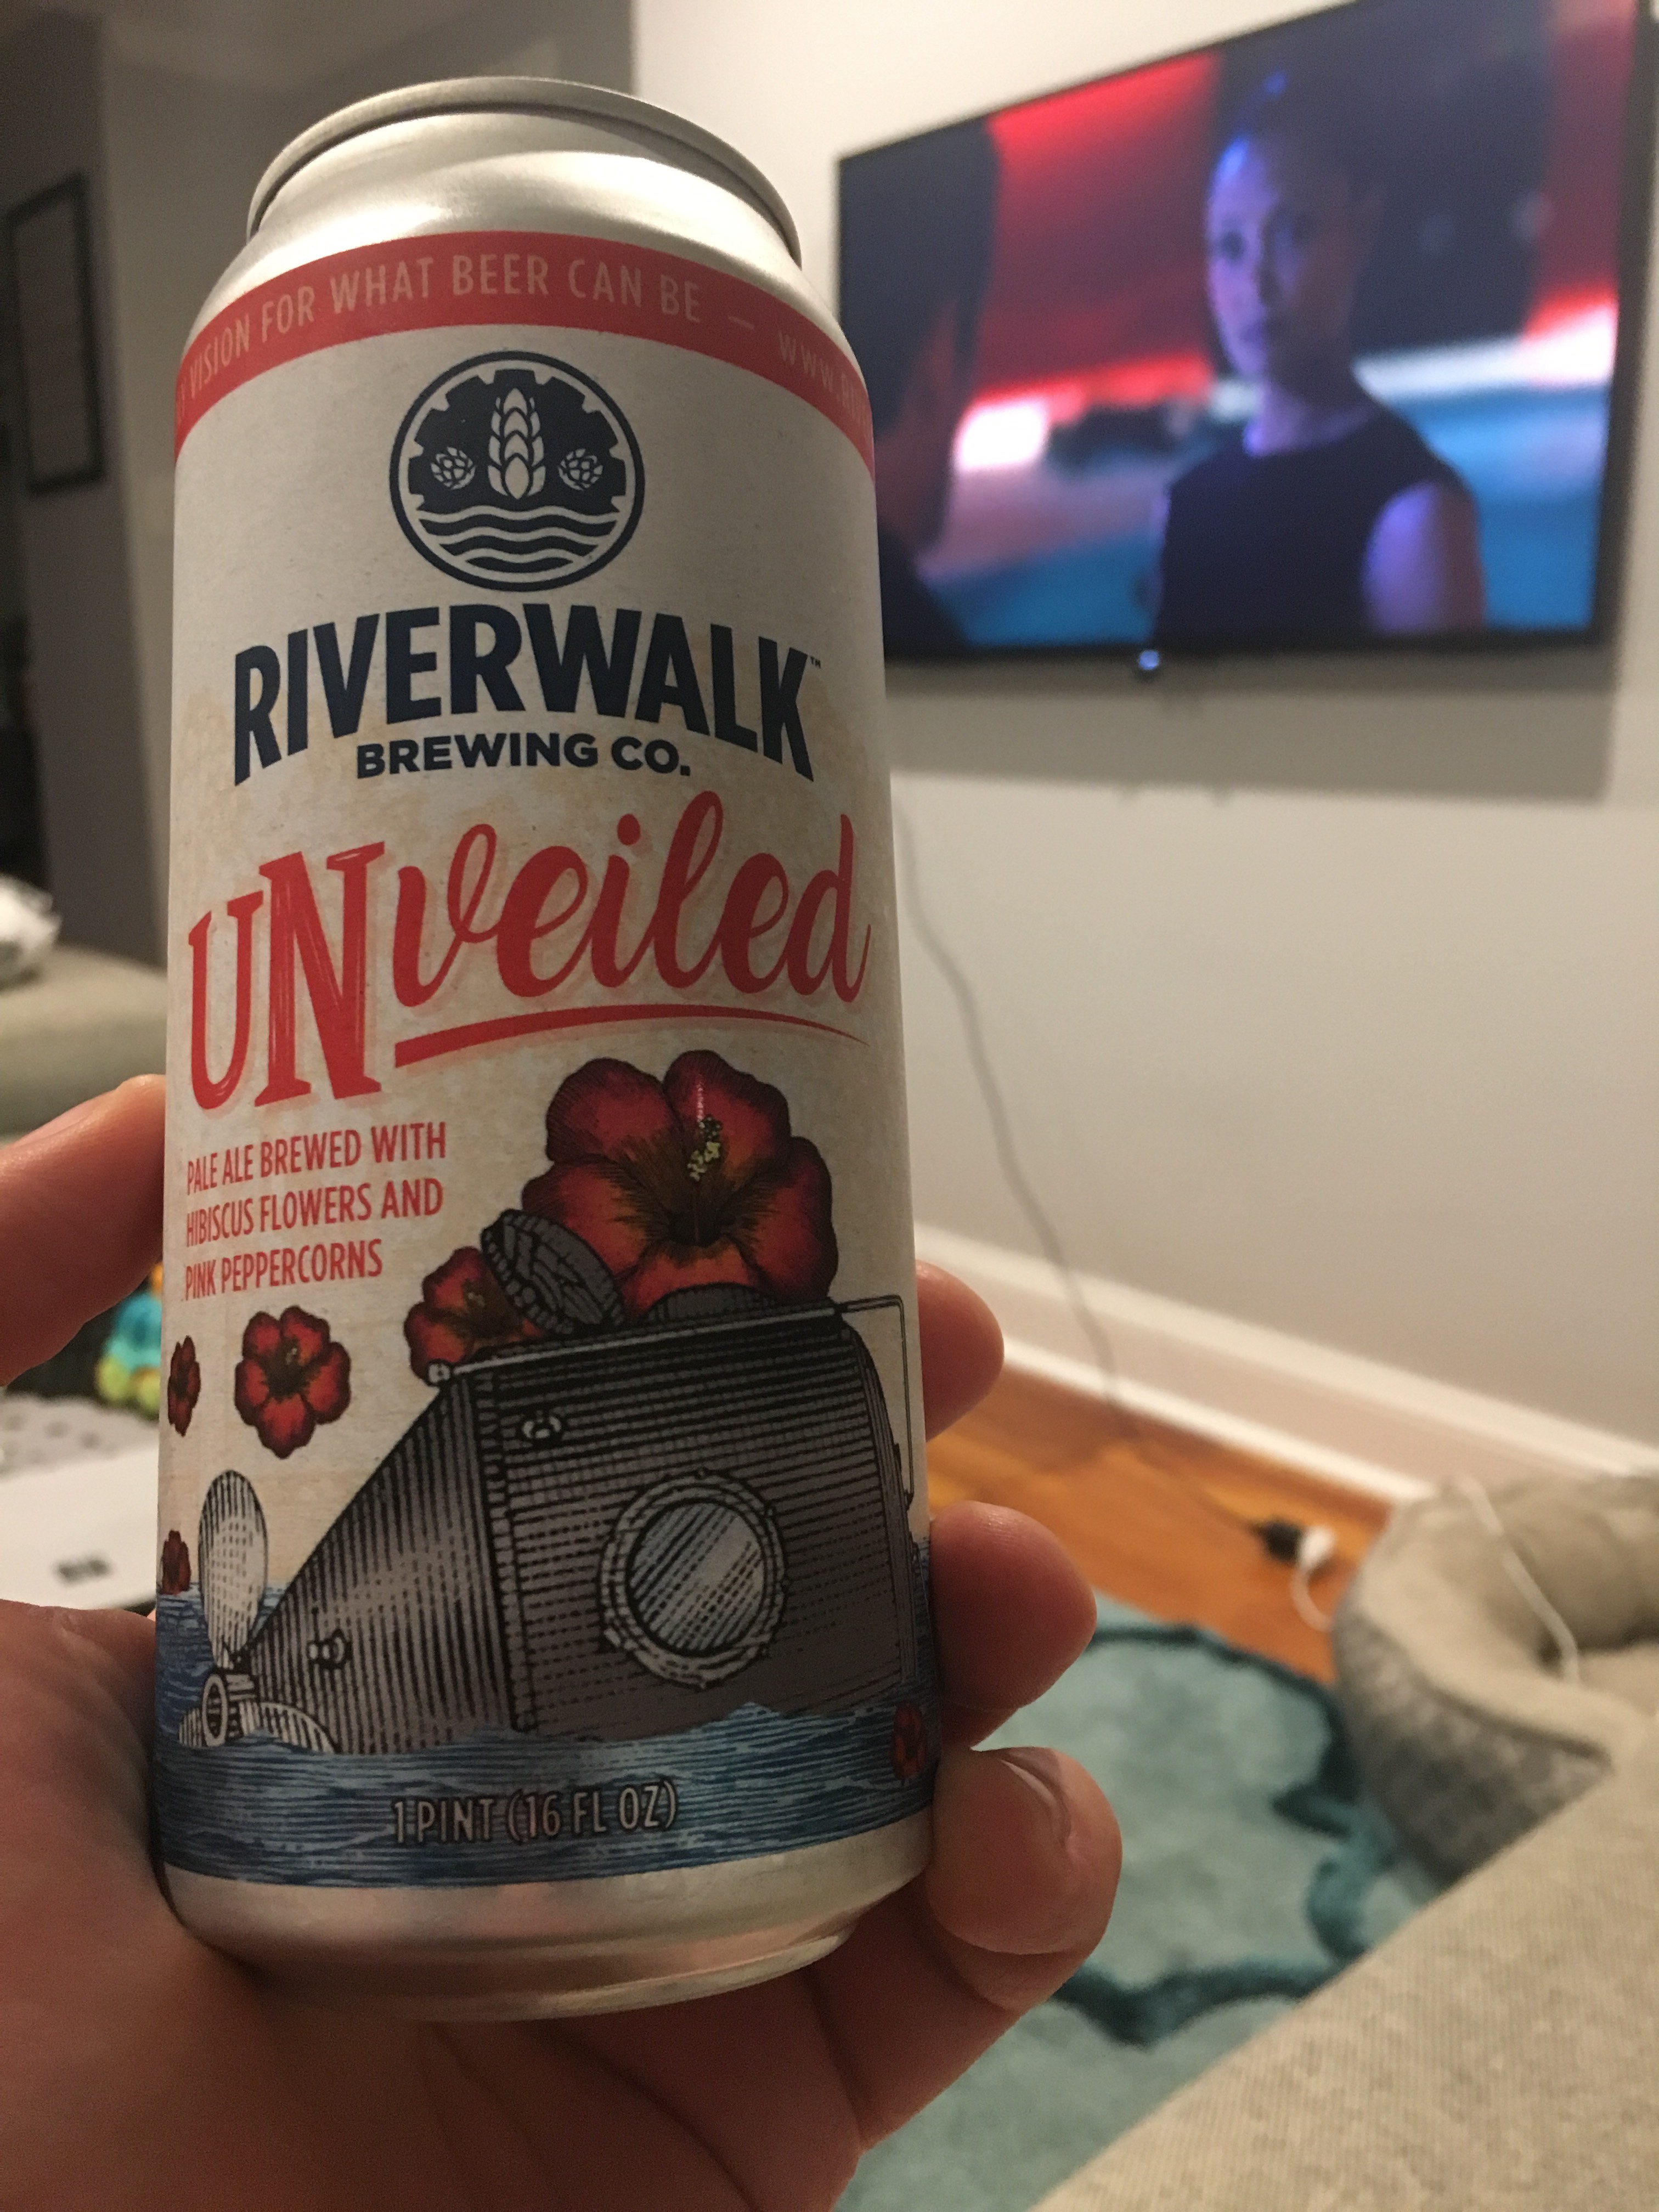 VISION FOR WHAT BEER CAN BE — WWW.
RIVERWALK™
BREWING CO.
UNveiled
PALE ALE BREWED WITH
HIBISCUS FLOWERS AND
PINK PEPPERCORNS
1 PINT (16 FL OZ)